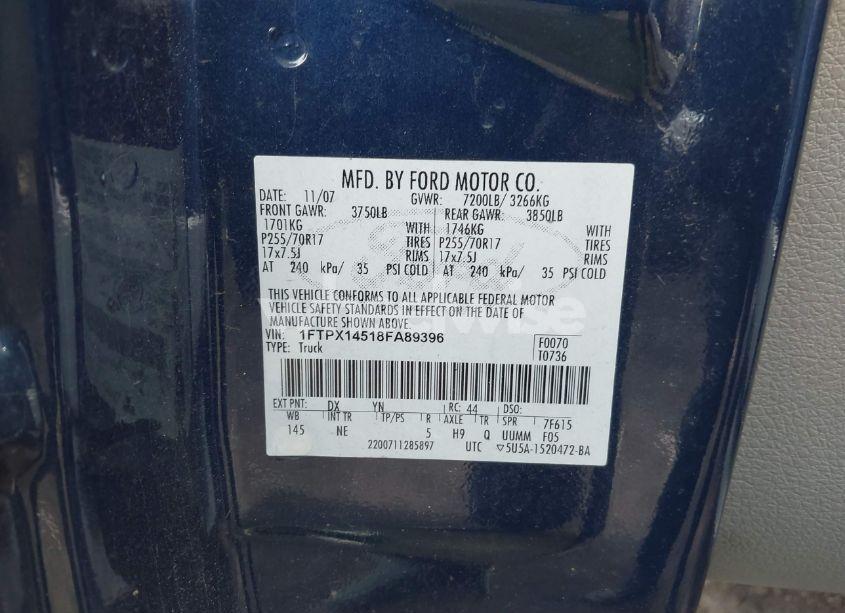 MFD. BY FORD MOTOR CO.
DATE: 11/07 GVWR: 7200LB/ 3266KG
FRONT GAWR: 3750LB REAR GAWR: 3850LB
1701KG WITH 1746KG WITH
P255/70R17 TIRES P255/70R17 TIRES
17x7.5J RIMS 17x7.5J RIMS
AT 240 kPa/ 35 PSI COLD AT 240 kPa/ 35 PSI COLD
THIS VEHICLE CONFORMS TO ALL APPLICABLE FEDERAL MOTOR
VEHICLE SAFETY STANDARDS IN EFFECT ON THE DATE OF
MANUFACTURE SHOWN ABOVE.
VIN: 1FTPX14518FA89396 F0070
TYPE: Truck T0736
EXT PNT: DX YN RC: 44 DSO:
WB INT TR TP/PS R AXLE TR SPR 7F615
145 NE 5 H9 Q UUMM F05
2200711285897 UTC ▽5U5A-1520472-BA